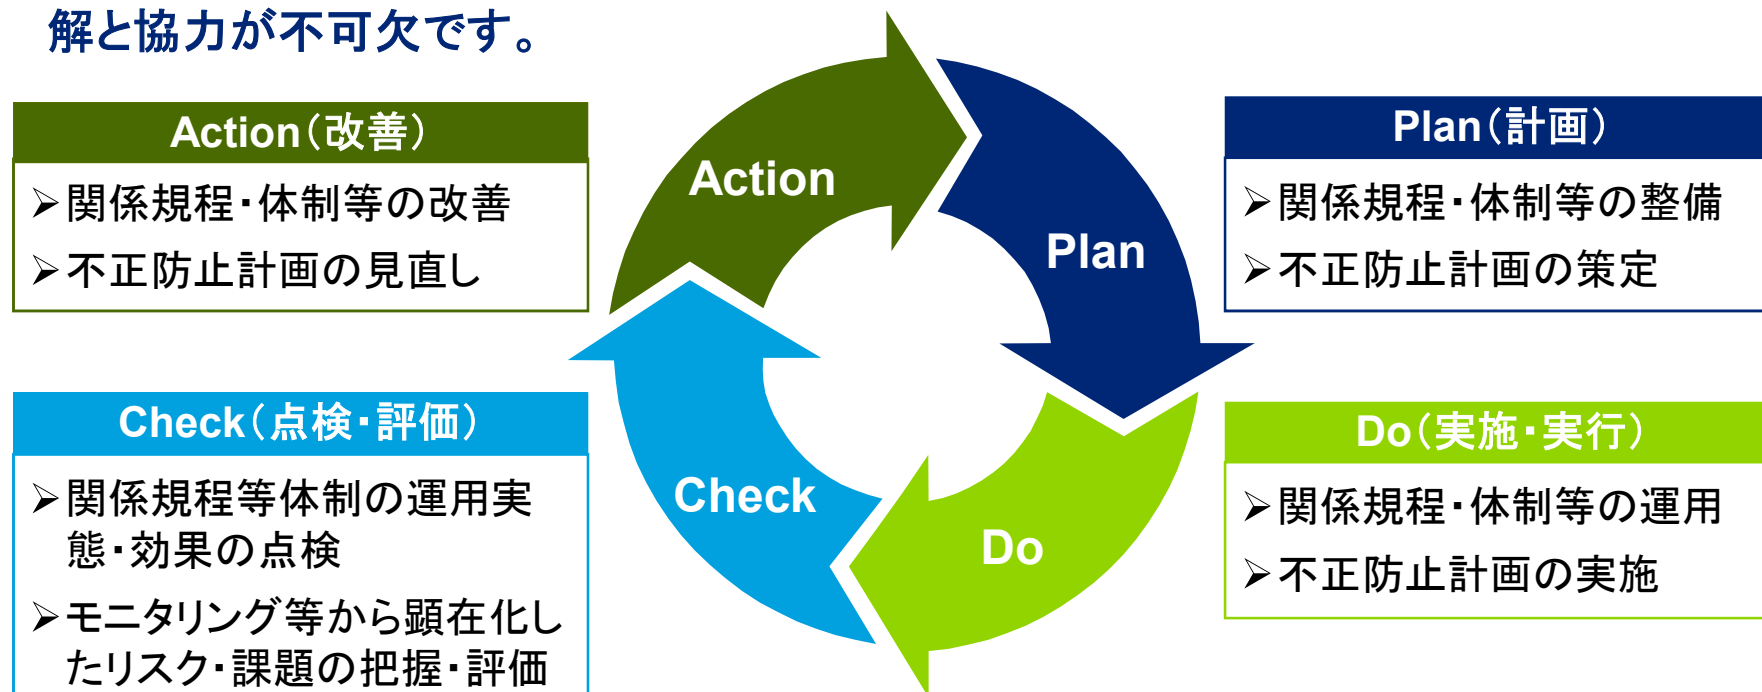 解と協力が不可欠です。
Action（改善）
➢関係規程・体制等の改善
➢不正防止計画の見直し
Action
Plan
Plan（計画）
➢関係規程・体制等の整備
➢不正防止計画の策定
Check（点検・評価）
➢関係規程等体制の運用実
態・効果の点検
➢モニタリング等から顕在化し
たリスク・課題の把握・評価
Check
Do
Do（実施・実行）
➢関係規程・体制等の運用
➢不正防止計画の実施